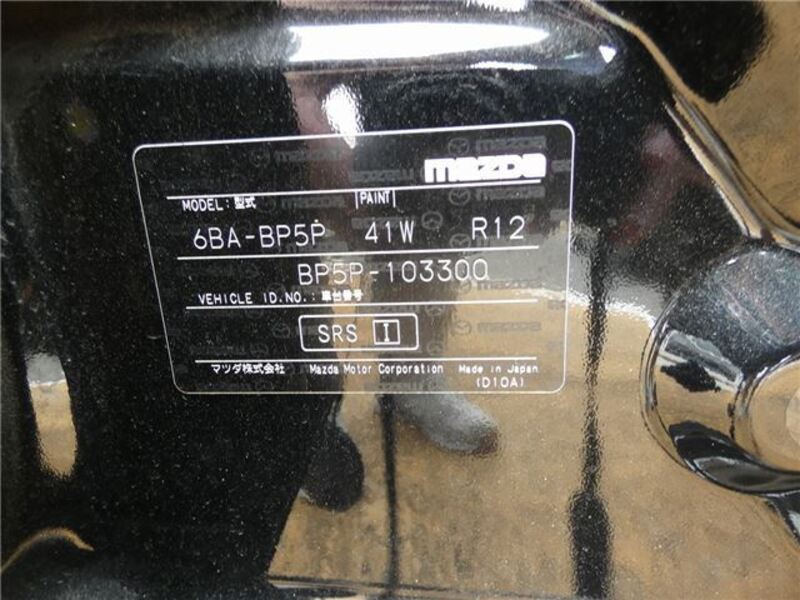 mazda
MODEL:型式 PAINT
6BA-BP5P 41W R12
BP5P-103300
VEHICLE ID.NO.:車台番号
SRS I
マツダ株式会社 Mazda Motor Corporation Made in Japan
(D10A)